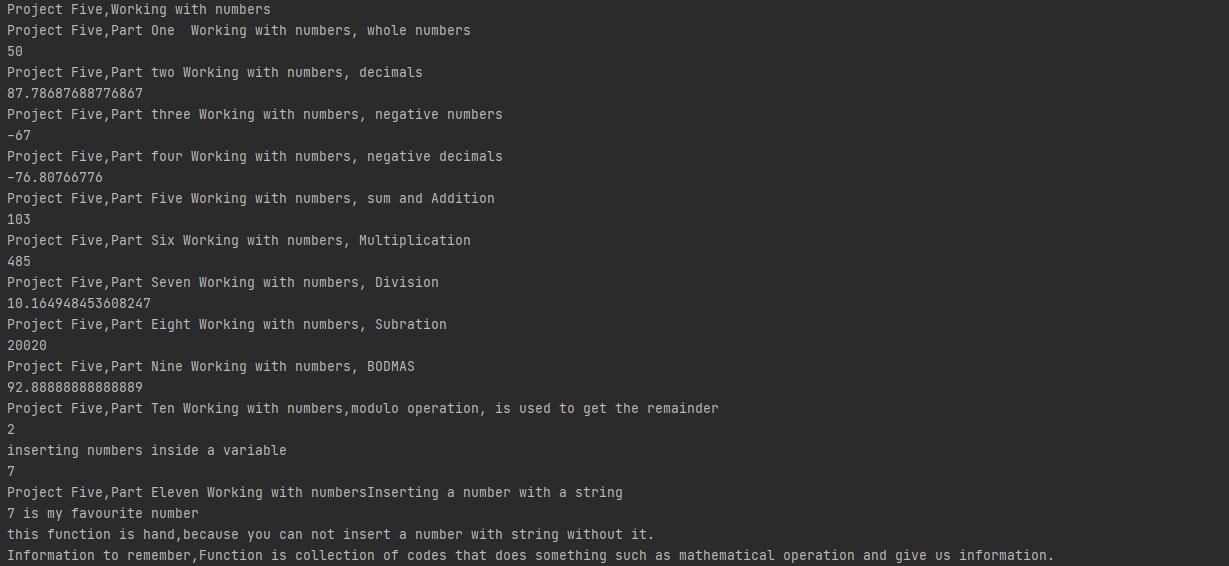 Project Five,Working with numbers
Project Five,Part One  Working with numbers, whole numbers
50
Project Five,Part two Working with numbers, decimals
87.78687688776867
Project Five,Part three Working with numbers, negative numbers
-67
Project Five,Part four Working with numbers, negative decimals
-76.80766776
Project Five,Part Five Working with numbers, sum and Addition
103
Project Five,Part Six Working with numbers, Multiplication
485
Project Five,Part Seven Working with numbers, Division
10.164948453608247
Project Five,Part Eight Working with numbers, Subration
20020
Project Five,Part Nine Working with numbers, BODMAS
92.88888888888889
Project Five,Part Ten Working with numbers,modulo operation, is used to get the remainder
2
inserting numbers inside a variable
7
Project Five,Part Eleven Working with numbersInserting a number with a string
7 is my favourite number
this function is hand,because you can not insert a number with string without it.
Information to remember,Function is collection of codes that does something such as mathematical operation and give us information.